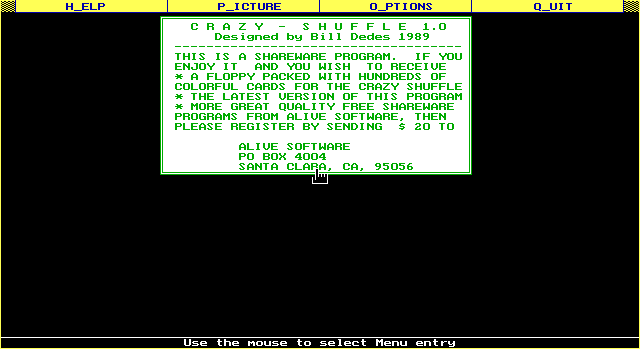 H_ELP P_ICTURE O_PTIONS Q_UIT
C R A Z Y - S H U F F L E 1.0
Designed by Bill Dedes 1989
------------------------------------
THIS IS A SHAREWARE PROGRAM. IF YOU
ENJOY IT AND YOU WISH TO RECEIVE
* A FLOPPY PACKED WITH HUNDREDS OF
COLORFUL CARDS FOR THE CRAZY SHUFFLE
* THE LATEST VERSION OF THIS PROGRAM
* MORE GREAT QUALITY FREE SHAREWARE
PROGRAMS FROM ALIVE SOFTWARE, THEN
PLEASE REGISTER BY SENDING $ 20 TO
ALIVE SOFTWARE
PO BOX 4004
SANTA CLARA, CA, 95056
Use the mouse to select Menu entry